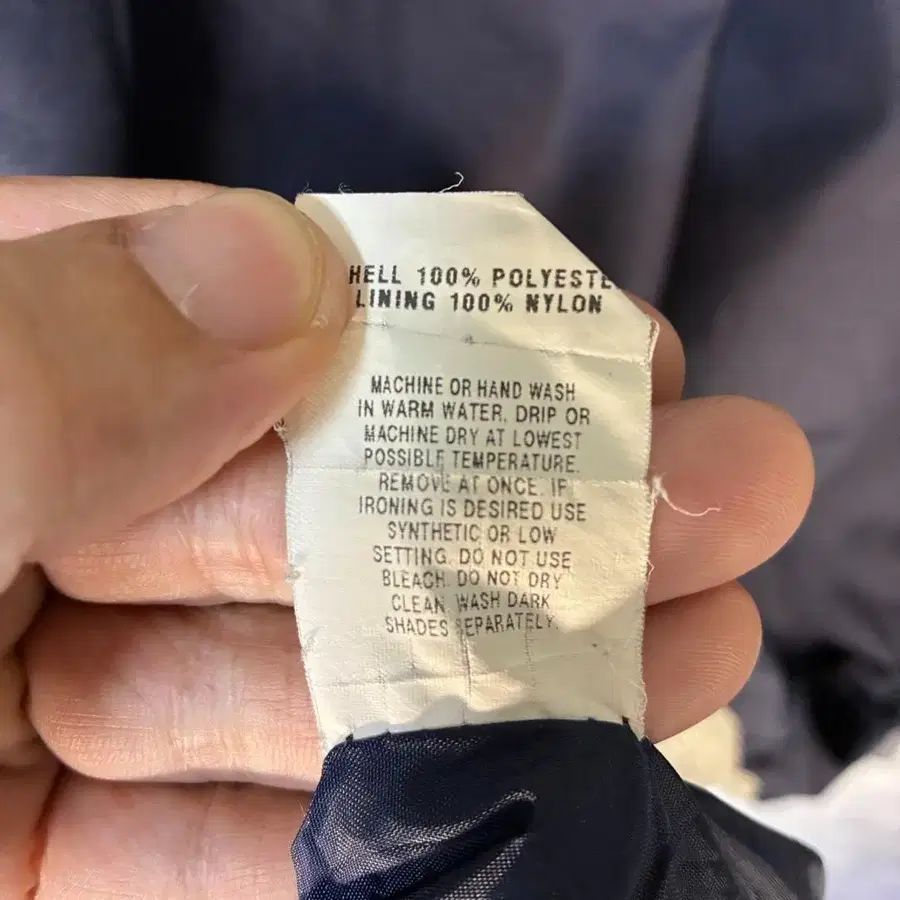 HELL 100% POLYESTE
LINING 100% NYLON
MACHINE OR HAND WASH
IN WARM WATER. DRIP OR
MACHINE DRY AT LOWEST
POSSIBLE TEMPERATURE.
REMOVE AT ONCE. IF
IRONING IS DESIRED USE
SYNTHETIC OR LOW
SETTING. DO NOT USE
BLEACH. DO NOT DRY
CLEAN. WASH DARK
SHADES SEPARATELY.